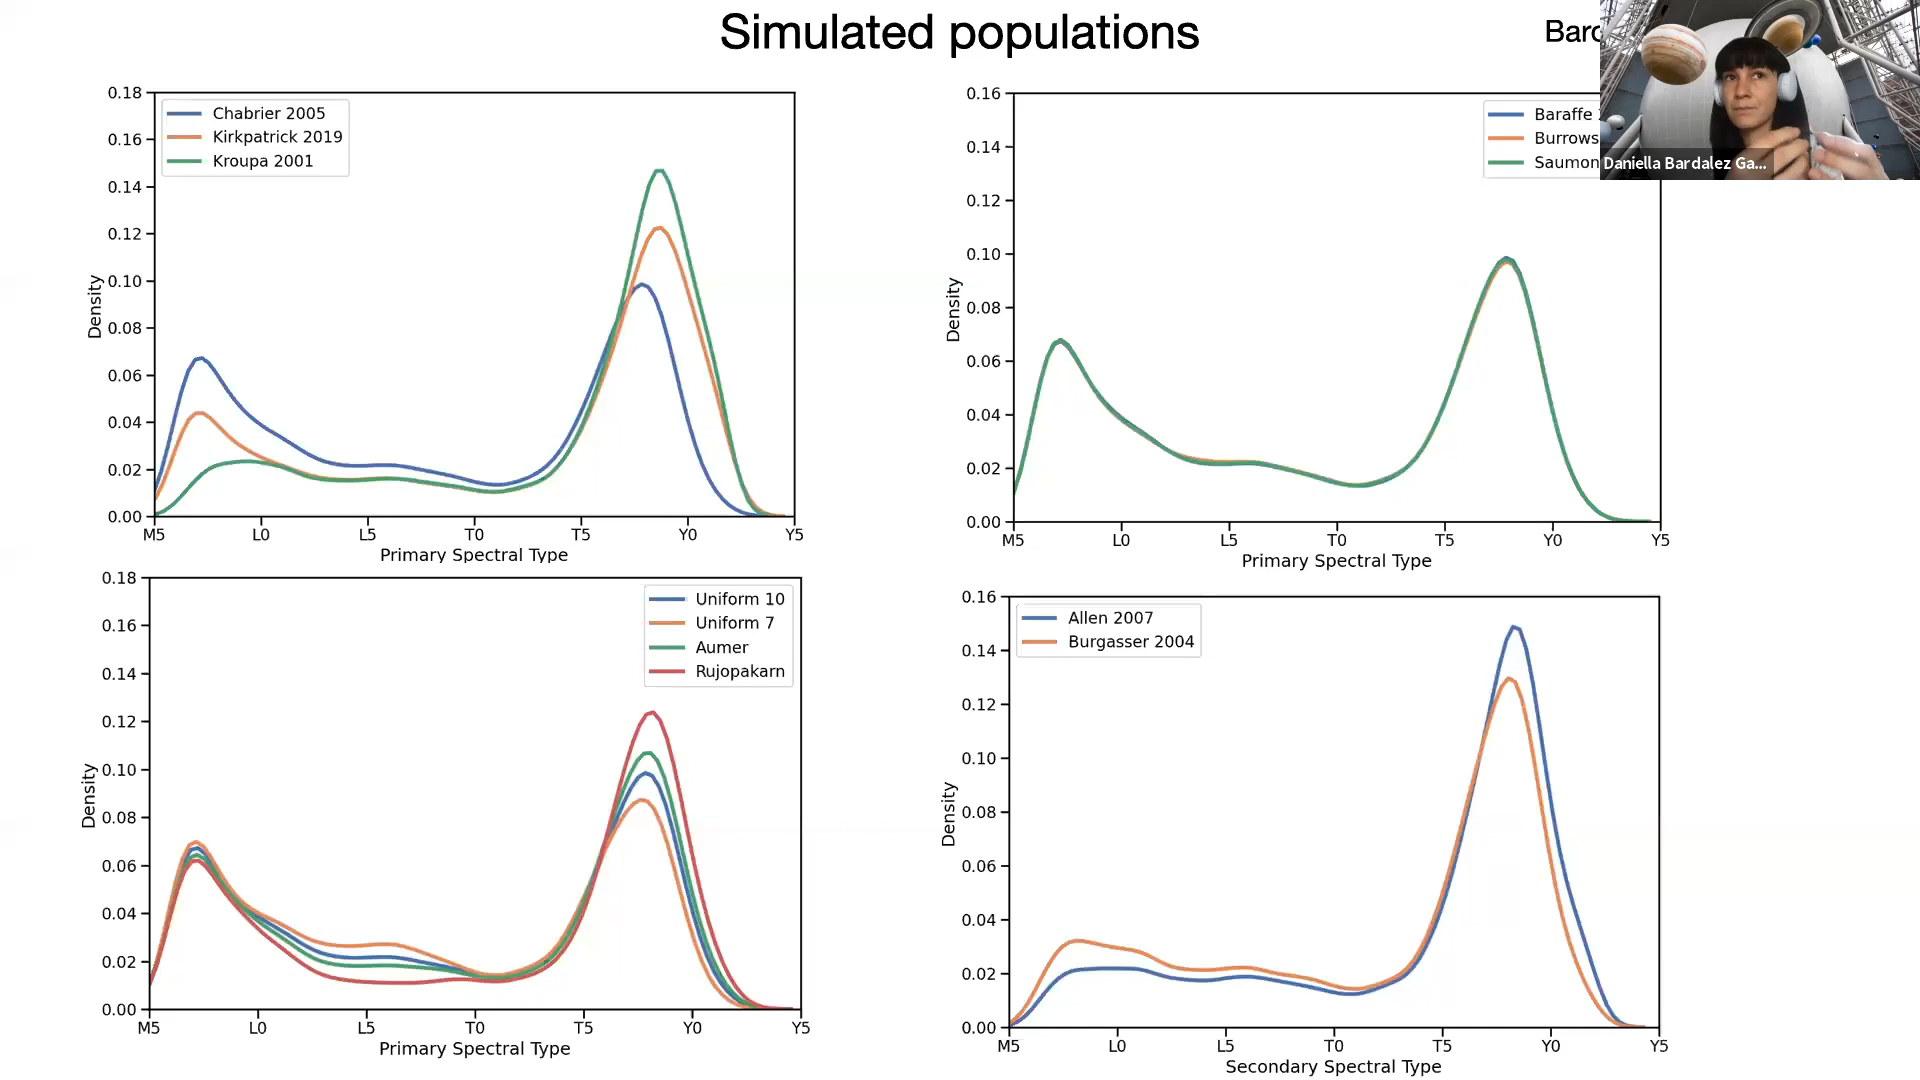 Simulated populations
Daniella Bardalez Ga...
Chabrier 2005
Kirkpatrick 2019
Kroupa 2001
0.18
0.16
0.14
0.12
0.10
0.08
0.06
0.04
0.02
0.00
Density
M5 L0 L5 T0 T5 Y0 Y5
Primary Spectral Type
Baraffe
Burrows
Saumon
0.16
0.14
0.12
0.10
0.08
0.06
0.04
0.02
0.00
Density
M5 L0 L5 T0 T5 Y0 Y5
Primary Spectral Type
Uniform 10
Uniform 7
Aumer
Rujopakarn
0.18
0.16
0.14
0.12
0.10
0.08
0.06
0.04
0.02
0.00
Density
M5 L0 L5 T0 T5 Y0 Y5
Primary Spectral Type
Allen 2007
Burgasser 2004
0.16
0.14
0.12
0.10
0.08
0.06
0.04
0.02
0.00
Density
M5 L0 L5 T0 T5 Y0 Y5
Secondary Spectral Type